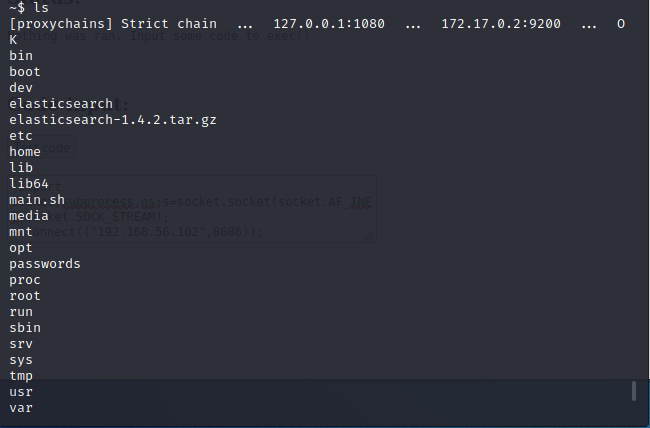 ~$ ls
[proxychains] Strict chain ... 127.0.0.1:1080 ... 172.17.0.2:9200 ... O
K
bin
boot
dev
elasticsearch
elasticsearch-1.4.2.tar.gz
etc
home
lib
lib64
main.sh
media
mnt
opt
passwords
proc
root
run
sbin
srv
sys
tmp
usr
var